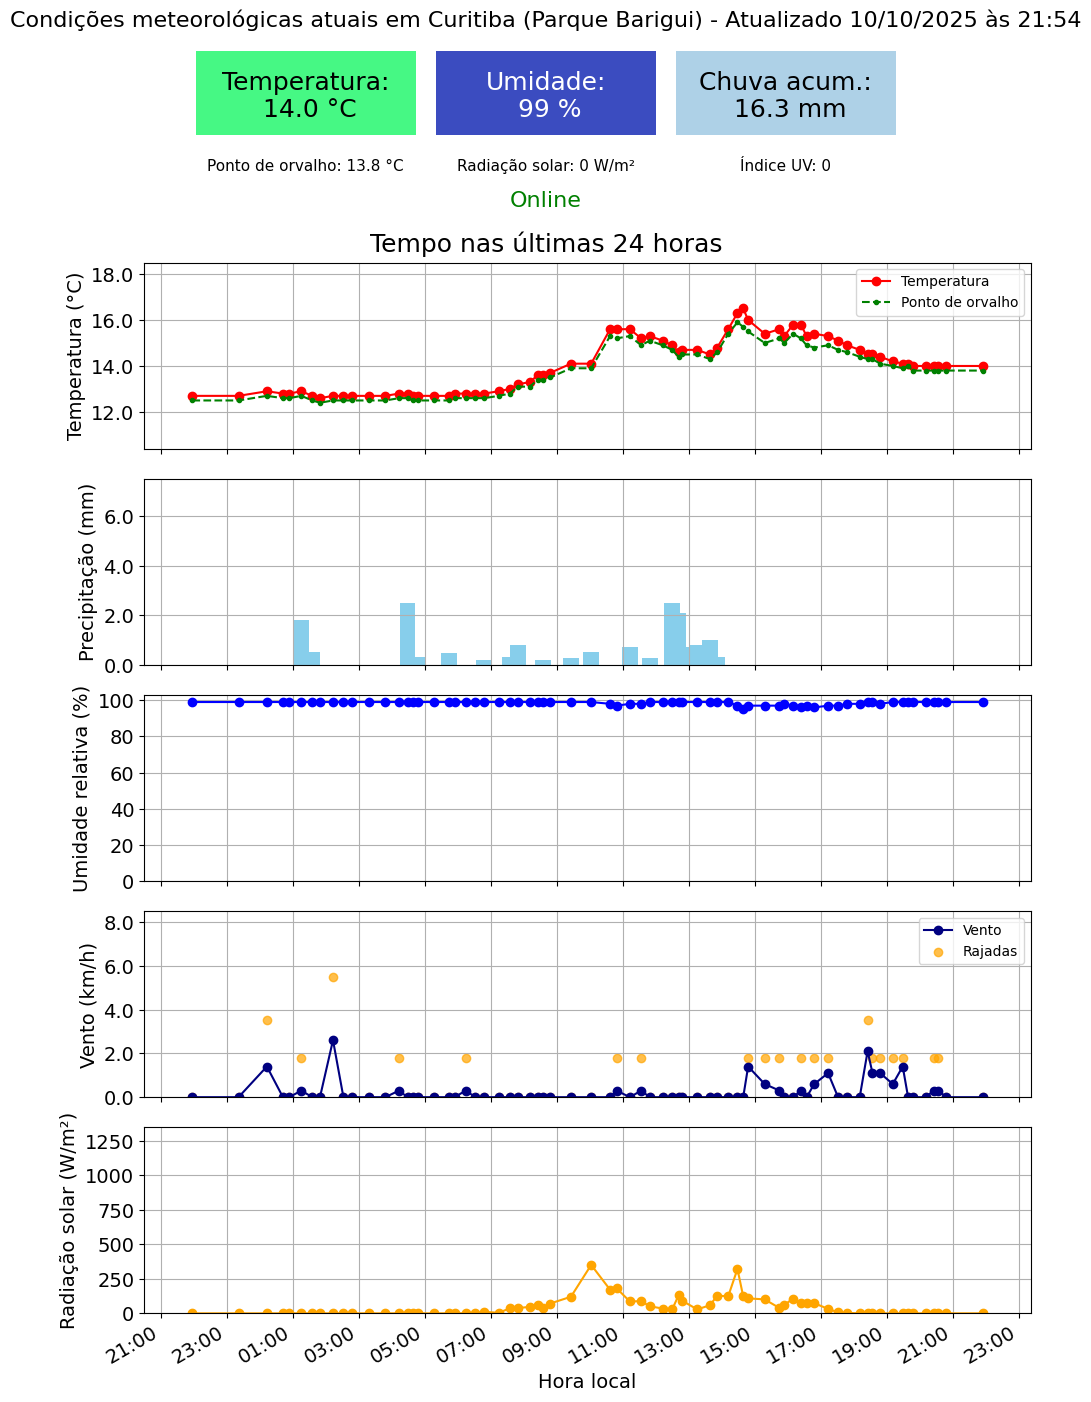 Condições meteorológicas atuais em Curitiba (Parque Barigui) - Atualizado 10/10/2025 às 21:54
Temperatura:
14.0 °C
Umidade:
99 %
Chuva acum.:
16.3 mm
Ponto de orvalho: 13.8 °C
Radiação solar: 0 W/m²
Índice UV: 0
Online
Tempo nas últimas 24 horas
Temperatura (°C)
18.0
16.0
14.0
12.0
Temperatura
Ponto de orvalho
Precipitação (mm)
6.0
4.0
2.0
0.0
Umidade relativa (%)
100
80
60
40
20
0
Vento (km/h)
8.0
6.0
4.0
2.0
0.0
Vento
Rajadas
Radiação solar (W/m²)
1250
1000
750
500
250
0
21:00
23:00
01:00
03:00
05:00
07:00
09:00
11:00
13:00
15:00
17:00
19:00
21:00
23:00
Hora local